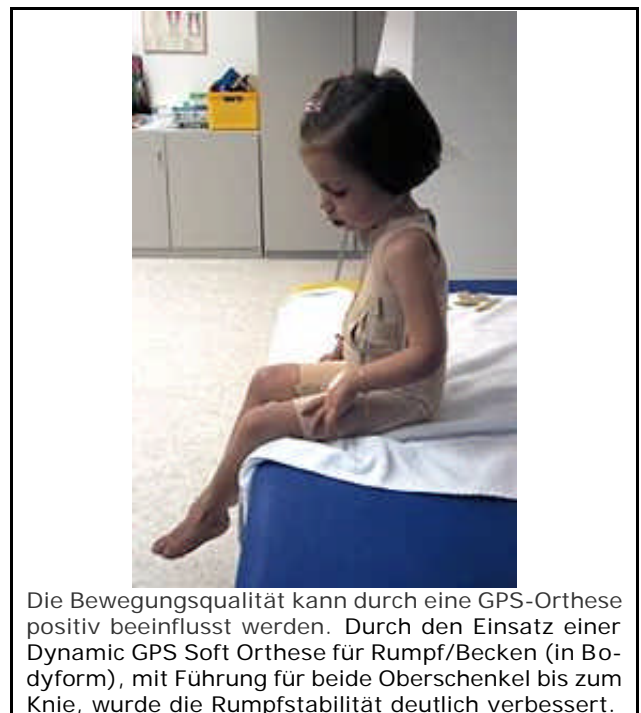 Die Bewegungsqualität kann durch eine GPS-Orthese
positiv beeinflusst werden. Durch den Einsatz einer
Dynamic GPS Soft Orthese für Rumpf/Becken (in Bo-
dyform), mit Führung für beide Oberschenkel bis zum
Knie, wurde die Rumpfstabilität deutlich verbessert.